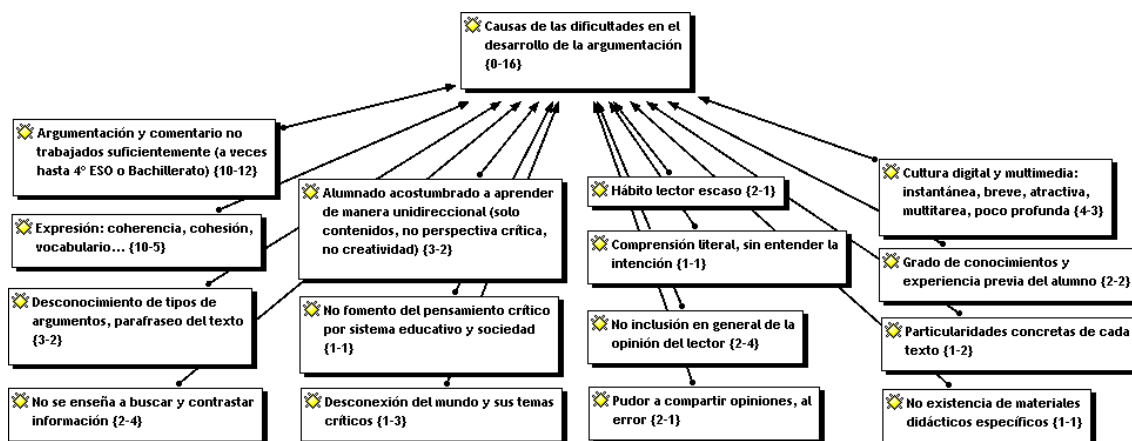 Causas de las dificultades en el
desarrollo de la argumentación
{0-16}
Argumentación y comentario no
trabajados suficientemente (a veces
hasta 4º ESO o Bachillerato) {10-12}
Expresión: coherencia, cohesión,
vocabulario... {10-5}
Desconocimiento de tipos de
argumentos, parafraseo del texto
{3-2}
No se enseña a buscar y contrastar
información {2-4}
Alumnado acostumbrado a aprender
de manera unidireccional (solo
contenidos, no perspectiva crítica,
no creatividad) {3-2}
No fomento del pensamiento crítico
por sistema educativo y sociedad
{1-1}
Desconexión del mundo y sus temas
críticos {1-3}
Hábito lector escaso {2-1}
Comprensión literal, sin entender la
intención {1-1}
No inclusión en general de la
opinión del lector {2-4}
Pudor a compartir opiniones, al
error {2-1}
Cultura digital y multimedia:
instantánea, breve, atractiva,
multitarea, poco profunda {4-3}
Grado de conocimientos y
experiencia previa del alumno {2-2}
Particularidades concretas de cada
texto {1-2}
No existencia de materiales
didácticos específicos {1-1}